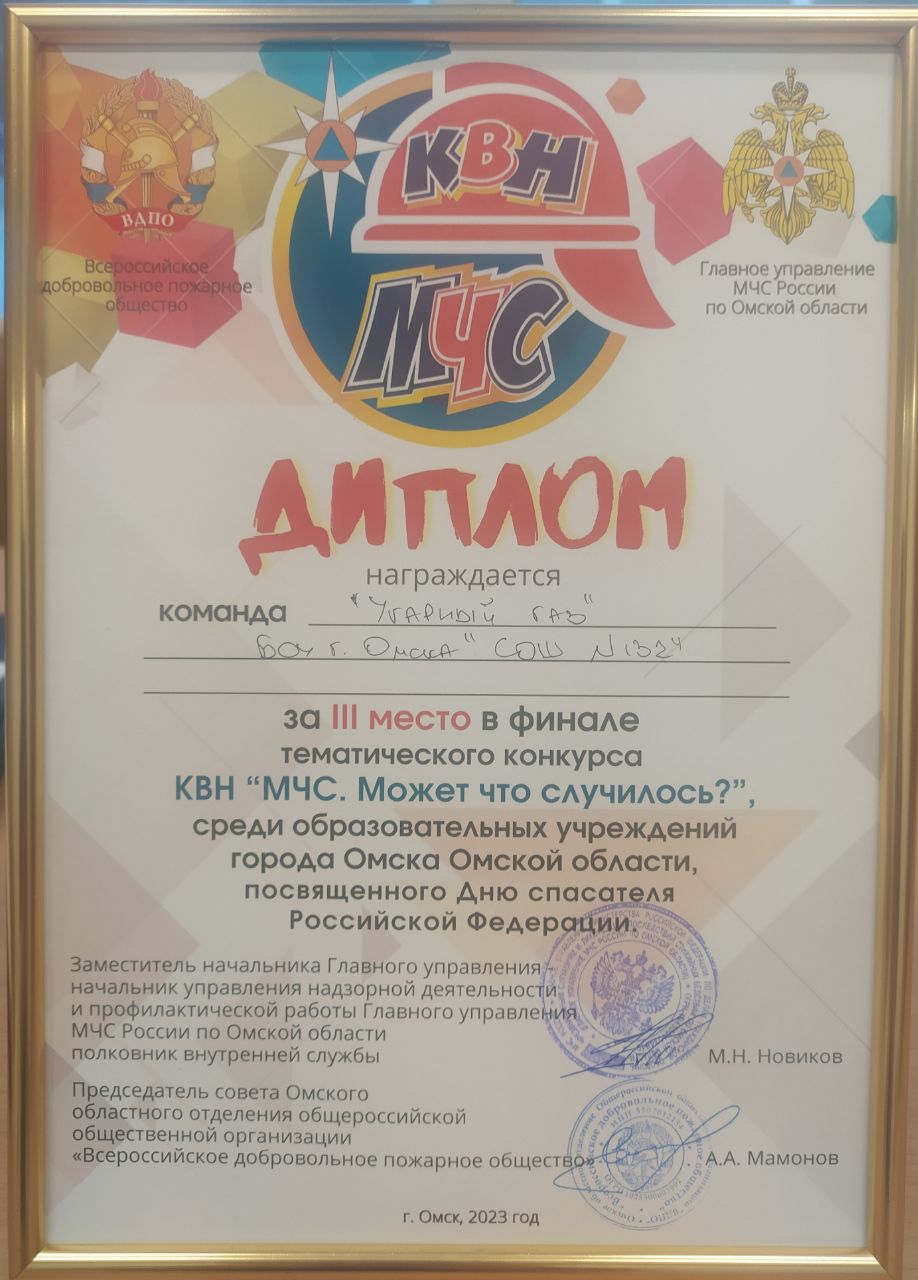 КВН
МЧС
ВДПО
Всероссийское
добровольное пожарное
общество
Главное управление
МЧС России
по Омской области
ДИПЛОМ
награждается
команда "Угарный газ"
БОУ г. Омска "СОШ №132"
за III место в финале
тематического конкурса
КВН “МЧС. Может что случилось?”,
среди образовательных учреждений
города Омска Омской области,
посвященного Дню спасателя
Российской Федерации.
Заместитель начальника Главного управления -
начальник управления надзорной деятельности
и профилактической работы Главного управления
МЧС России по Омской области
полковник внутренней службы
М.Н. Новиков
Председатель совета Омского
областного отделения общероссийской
общественной организации
«Всероссийское добровольное пожарное общество»
А.А. Мамонов
г. Омск, 2023 год